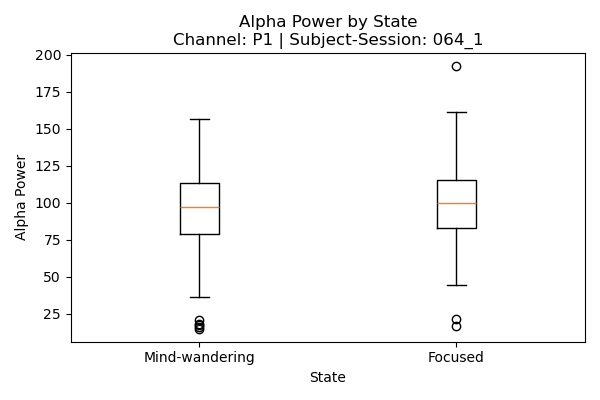 Alpha Power by State
Channel: P1 | Subject-Session: 064_1
200
175
150
125
100
75
50
25
Alpha Power
Mind-wandering
Focused
State